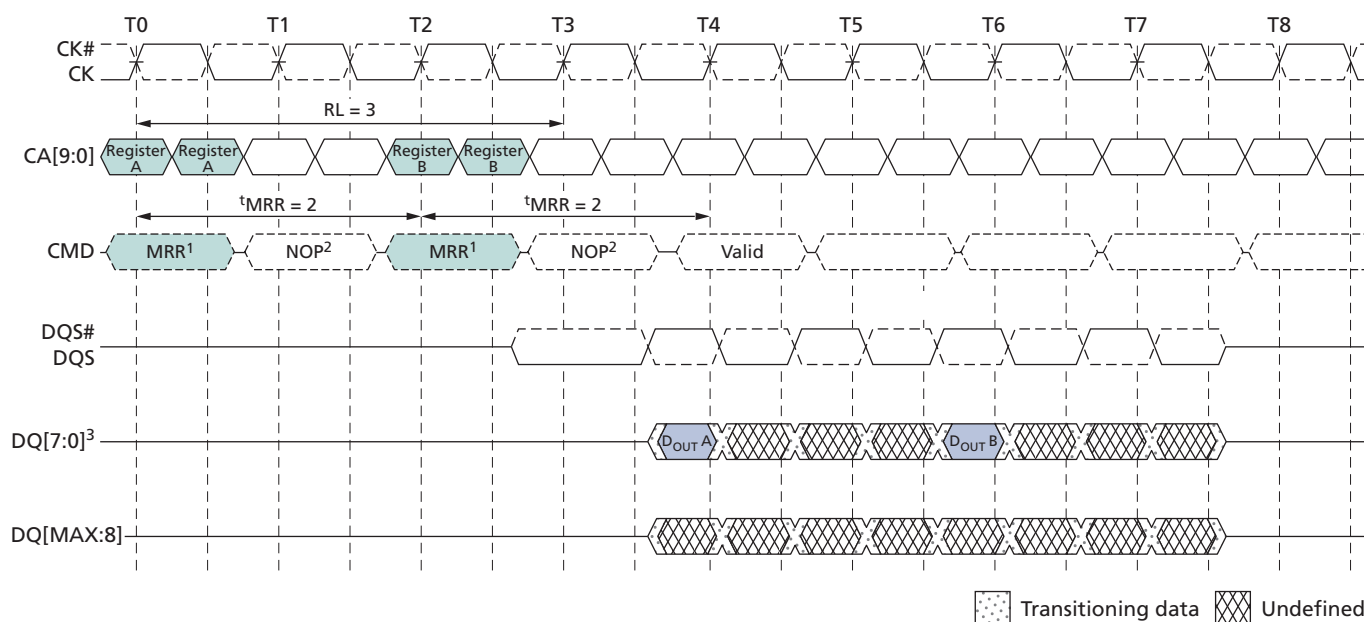 T0 T1 T2 T3 T4 T5 T6 T7 T8
CK#
CK
RL = 3
CA[9:0] Register A Register A Register B Register B
tMRR = 2 tMRR = 2
CMD MRR1 NOP2 MRR1 NOP2 Valid
DQS#
DQS
DQ[7:0]3 DOUT A DOUT B
DQ[MAX:8]
Transitioning data Undefined